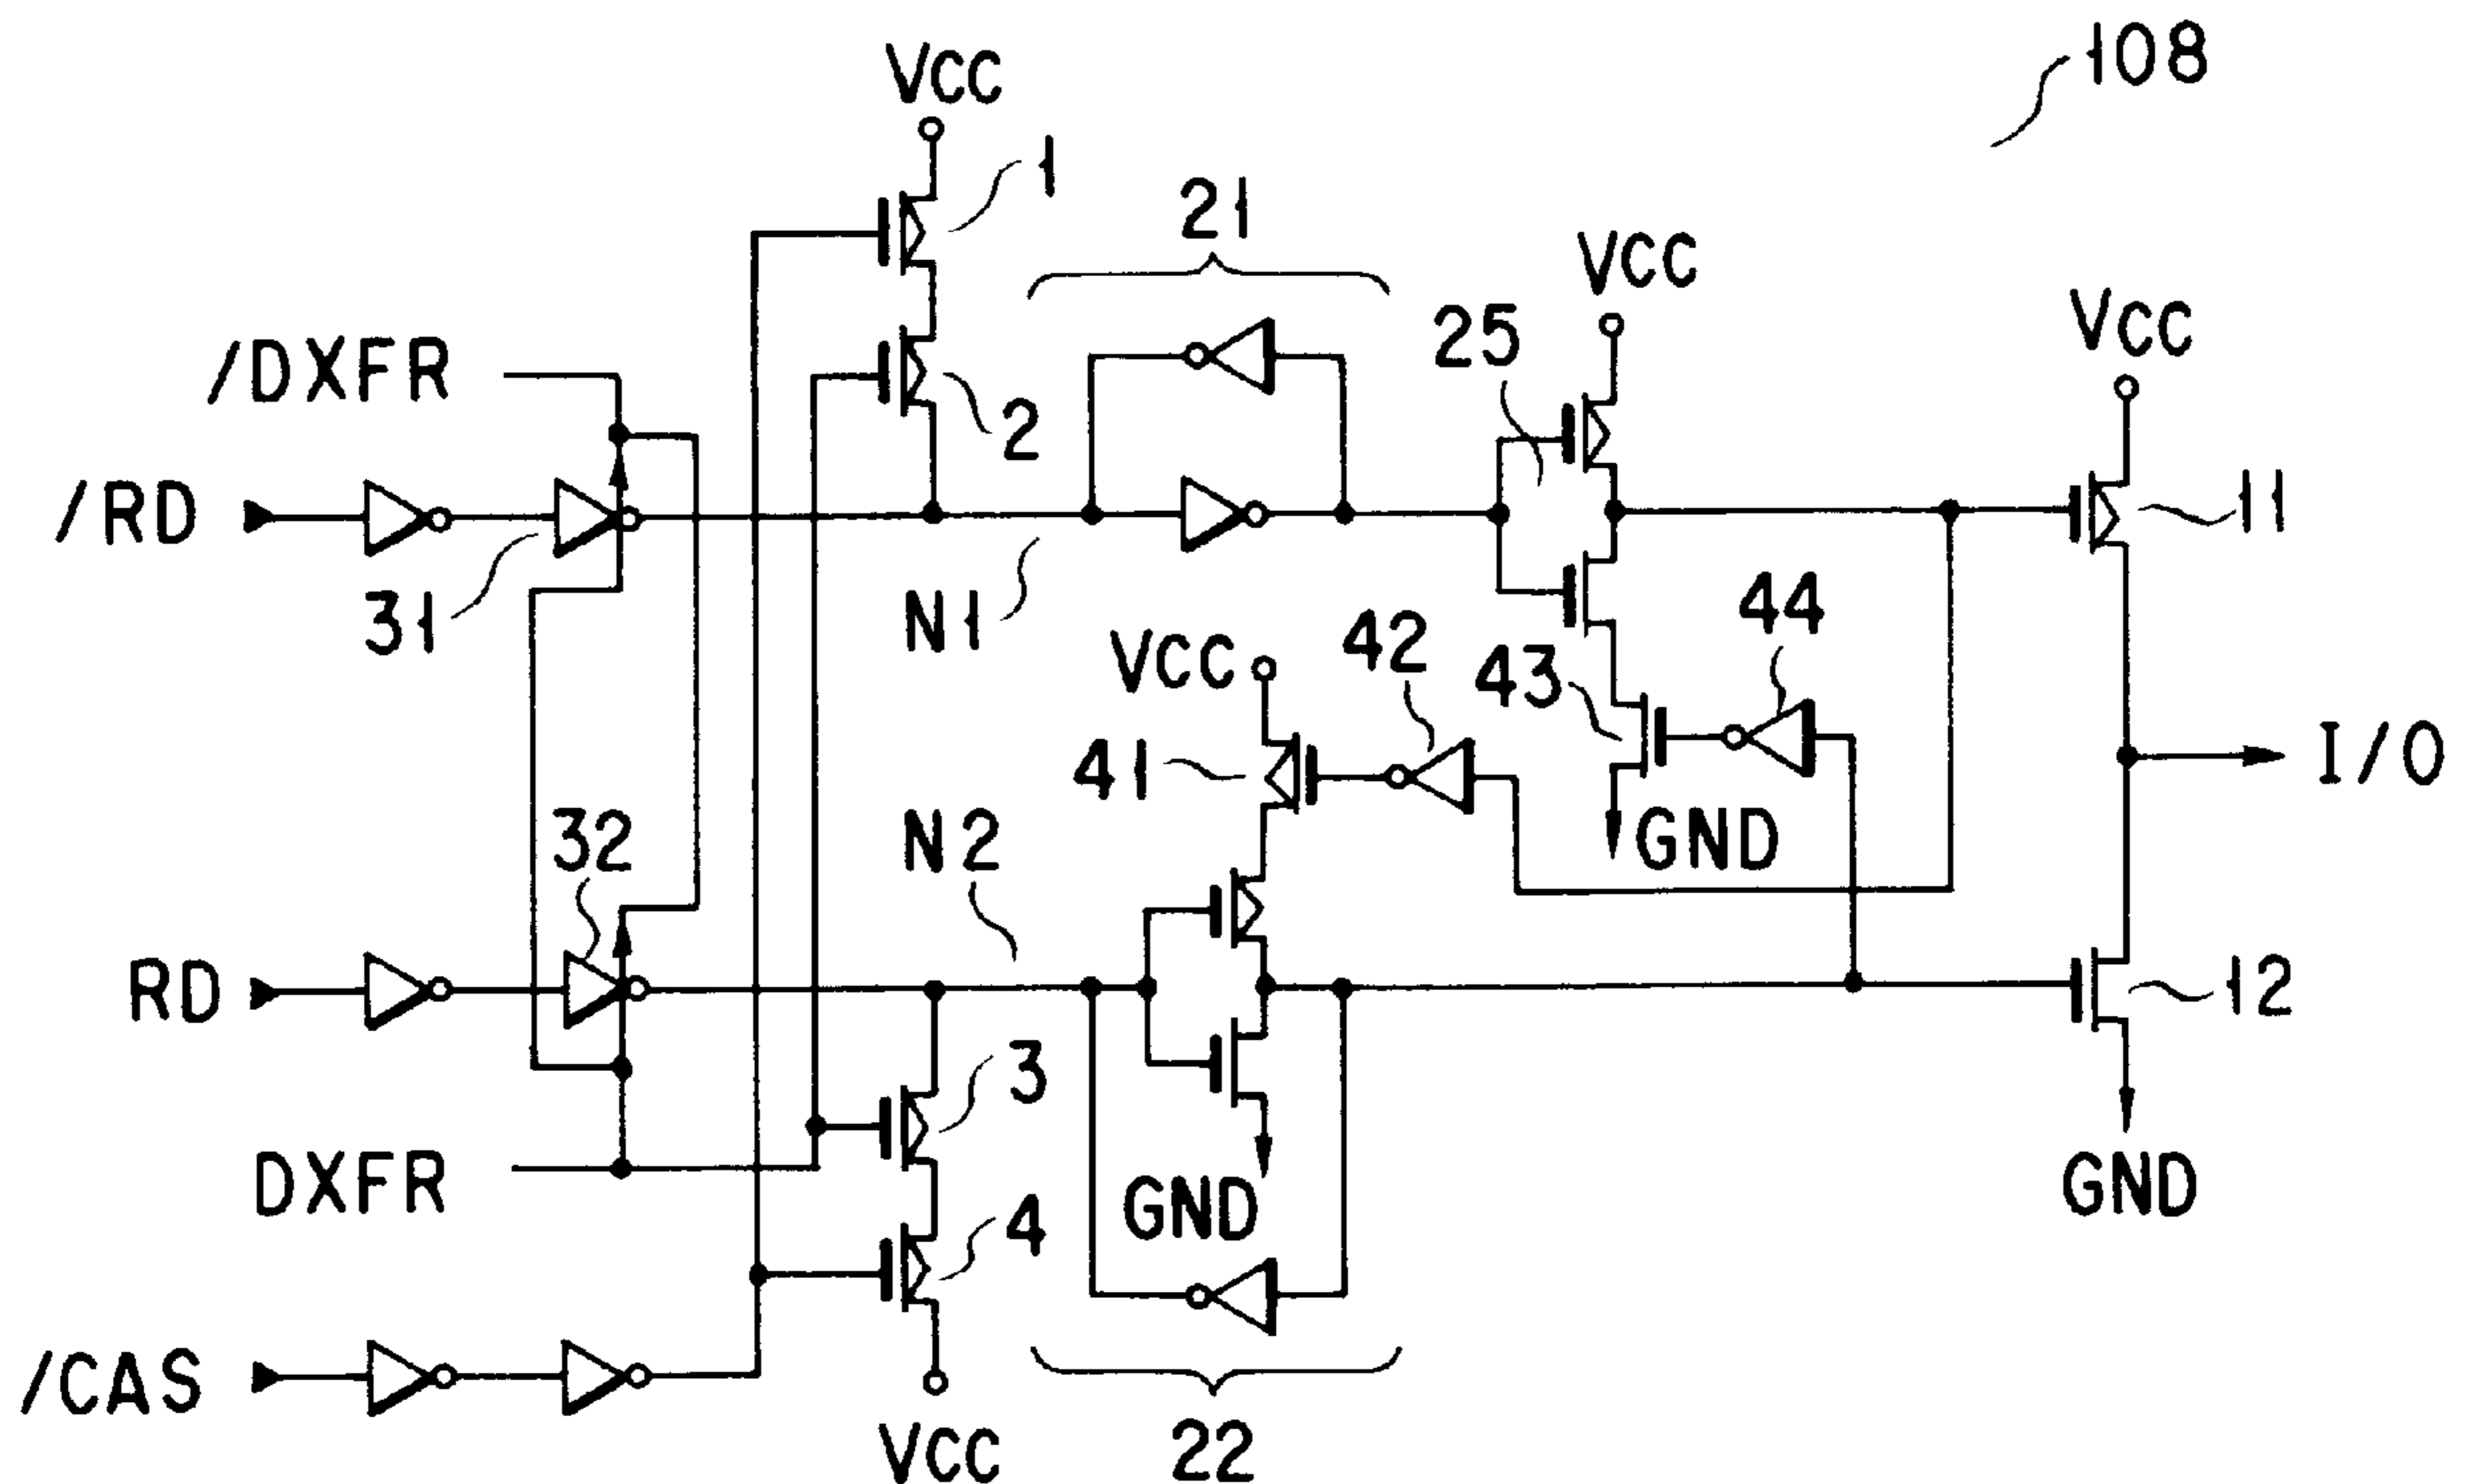 108
VCC
1
21
VCC
25
VCC
/DXFR
2
/RD
11
31
N1
44
VCC
42
43
41
I/O
32
N2
GND
RD
12
3
DXFR
GND
GND
4
/CAS
VCC
22